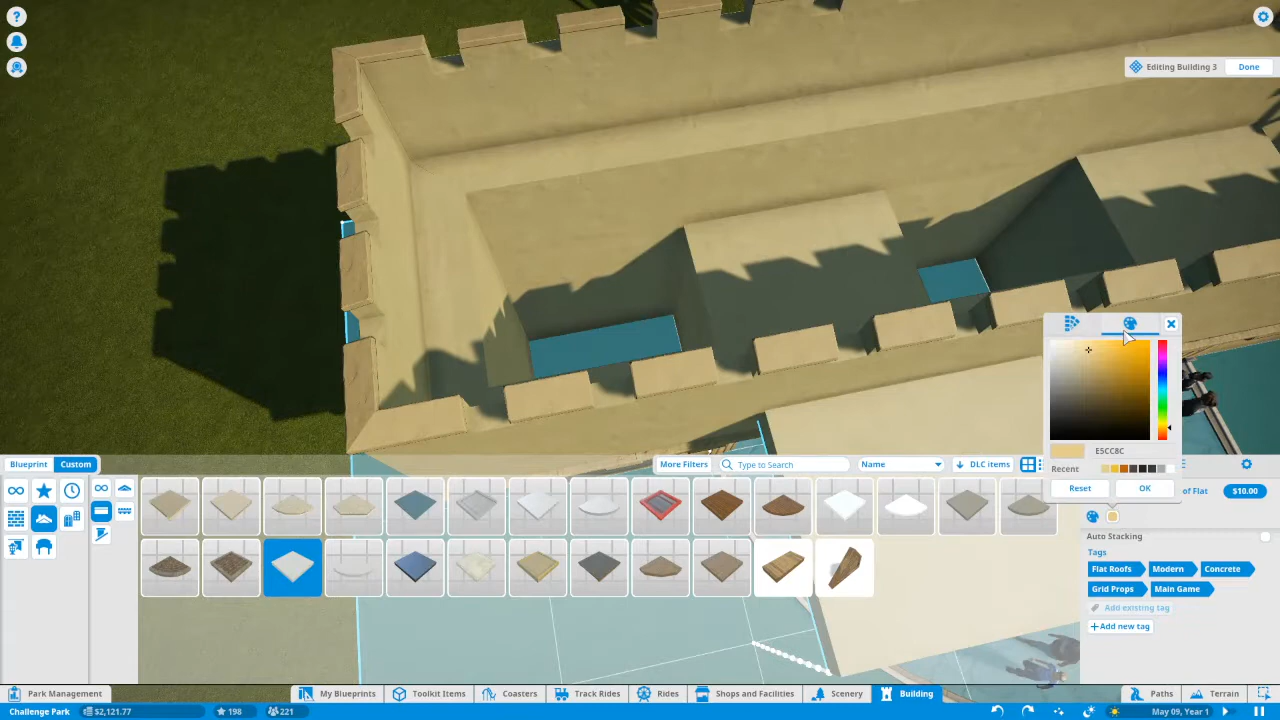 ?
Editing Building 3
Done
E5CC8C
Recent
Reset
OK
Blueprint
Custom
More Filters
Type to Search
Name
DLC items
of Flat
$10.00
Auto Stacking
Tags
Flat Roofs
Modern
Concrete
Grid Props
Main Game
Add existing tag
+Add new tag
Park Management
My Blueprints
Toolkit Items
Coasters
Track Rides
Rides
Shops and Facilities
Scenery
Building
Paths
Terrain
Challenge Park
$2,121.77
198
221
May 09, Year 1